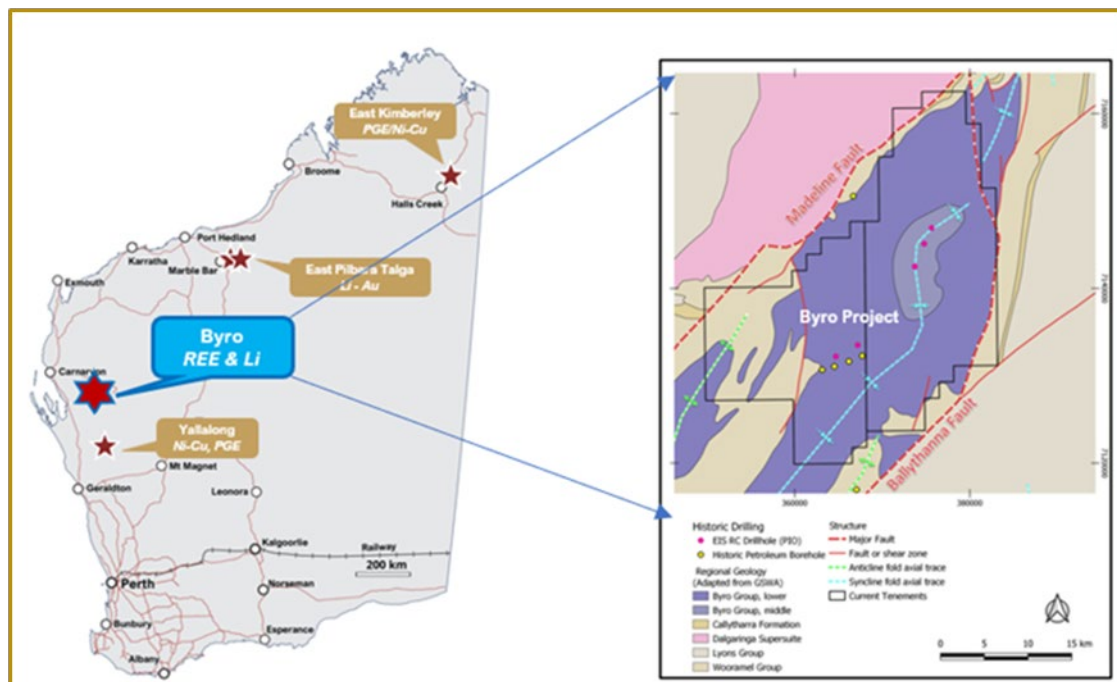 East Kimberley
PGE/Ni-Cu
Broome
Halls Creek
Port Hedland
Karratha
Marble Bar
East Pilbara Talga
Li - Au
Exmouth
Byro
REE & Li
Carnarvon
Yallalong
Ni-Cu, PGE
Mt Magnet
Geraldton
Leonora
Kalgoorlie
Railway
200 km
Perth
Norseman
Bunbury
Esperance
Albany
360000
380000
7160000
7140000
7120000
Madeline Fault
Byro Project
Ballythanna Fault
360000
380000
Historic Drilling
EIS RC Drillhole (PIO)
Historic Petroleum Borehole
Regional Geology
(Adapted from GSWA)
Byro Group, lower
Byro Group, middle
Callytharra Formation
Dalgaringa Supersuite
Lyons Group
Wooramel Group
Structure
Major Fault
Fault or shear zone
Anticline fold axial trace
Syncline fold axial trace
Current Tenements
0 5 10 15 km